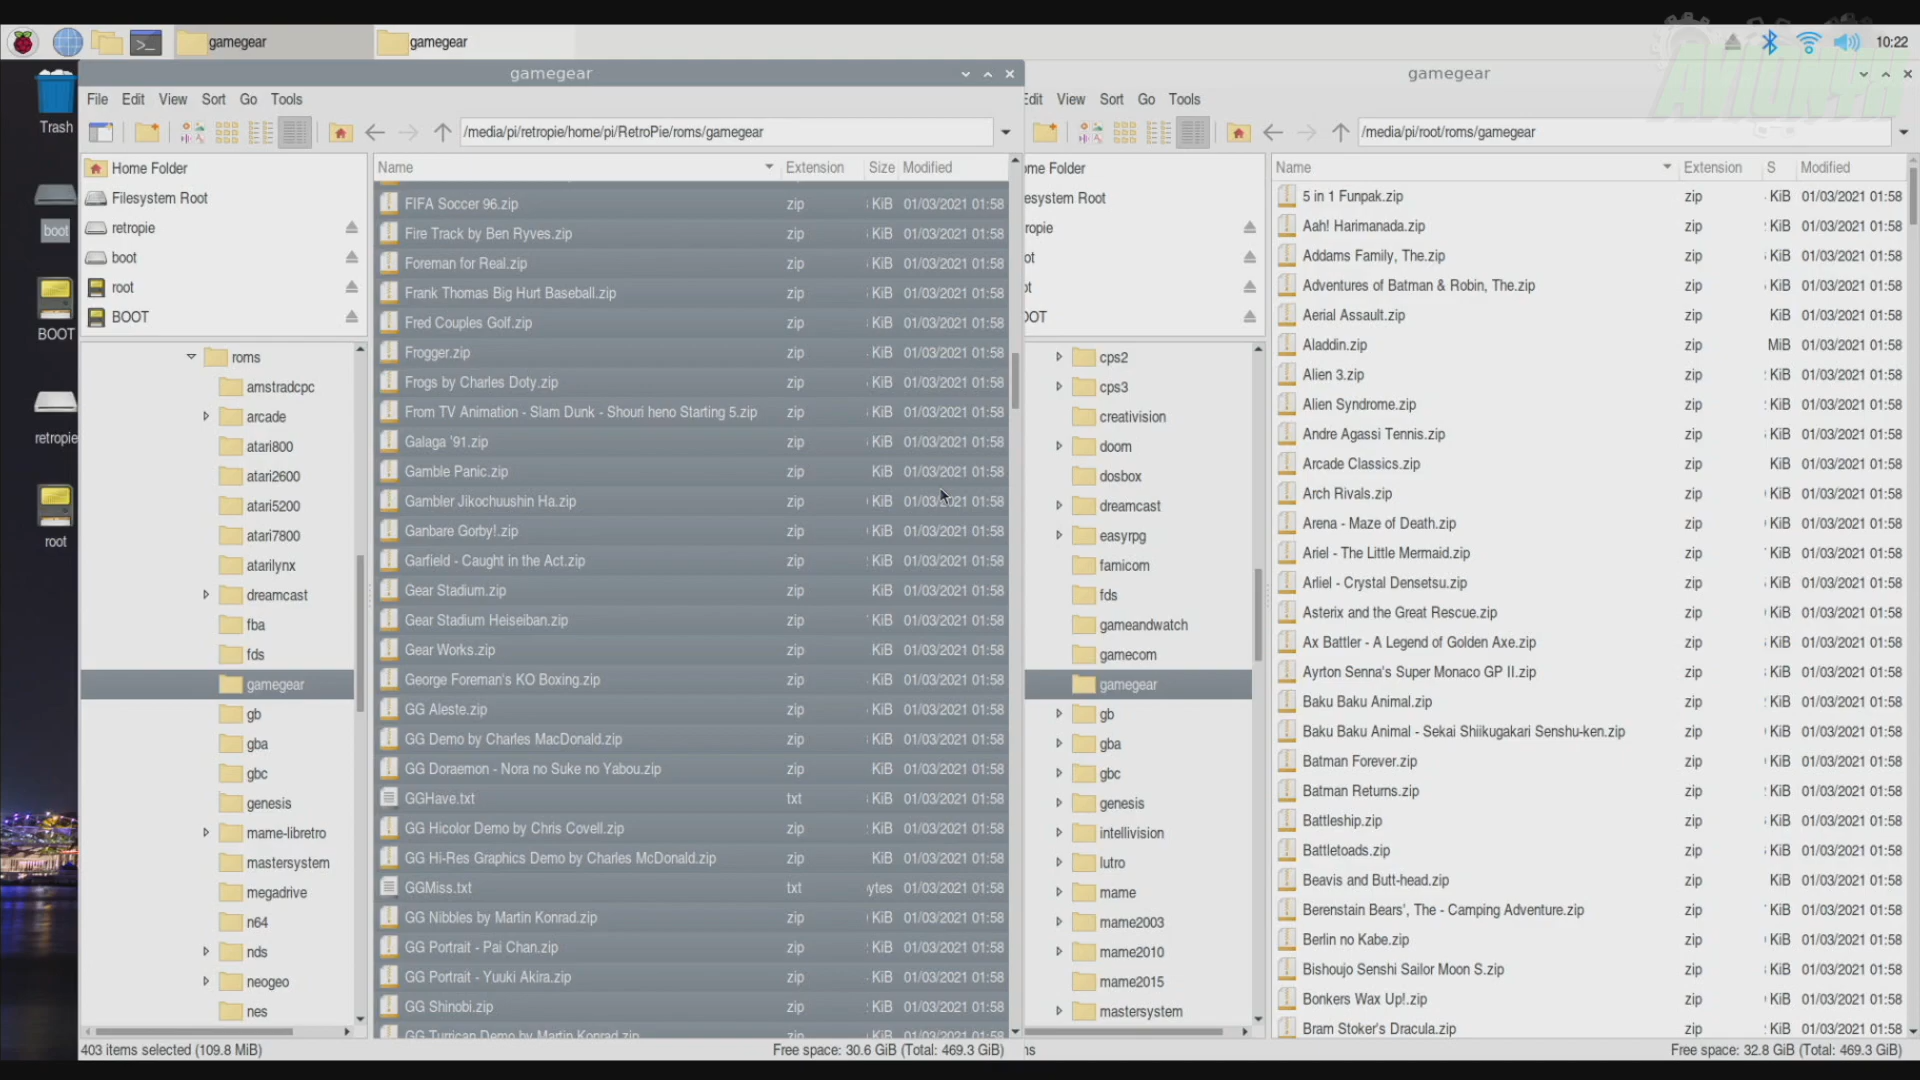 gamegear
gamegear
10:22
Trash
boot
BOOT
retropie
root
gamegear
File Edit View Sort Go Tools
/media/pi/retropie/home/pi/RetroPie/roms/gamegear
Home Folder
Filesystem Root
retropie
boot
root
BOOT
roms
amstradcpc
arcade
atari800
atari2600
atari5200
atari7800
atarilynx
dreamcast
fba
fds
gamegear
gb
gba
gbc
genesis
mame-libretro
mastersystem
megadrive
n64
nds
neogeo
nes
Name Extension Size Modified
FIFA Soccer 96.zip zip KiB 01/03/2021 01:58
Fire Track by Ben Ryves.zip zip KiB 01/03/2021 01:58
Foreman for Real.zip zip KiB 01/03/2021 01:58
Frank Thomas Big Hurt Baseball.zip zip KiB 01/03/2021 01:58
Fred Couples Golf.zip zip KiB 01/03/2021 01:58
Frogger.zip zip KiB 01/03/2021 01:58
Frogs by Charles Doty.zip zip KiB 01/03/2021 01:58
From TV Animation - Slam Dunk - Shouri heno Starting 5.zip zip KiB 01/03/2021 01:58
Galaga '91.zip zip KiB 01/03/2021 01:58
Gamble Panic.zip zip KiB 01/03/2021 01:58
Gambler Jikochuushin Ha.zip zip KiB 01/03/2021 01:58
Ganbare Gorby!.zip zip KiB 01/03/2021 01:58
Garfield - Caught in the Act.zip zip KiB 01/03/2021 01:58
Gear Stadium.zip zip KiB 01/03/2021 01:58
Gear Stadium Heiseiban.zip zip KiB 01/03/2021 01:58
Gear Works.zip zip KiB 01/03/2021 01:58
George Foreman's KO Boxing.zip zip KiB 01/03/2021 01:58
GG Aleste.zip zip KiB 01/03/2021 01:58
GG Demo by Charles MacDonald.zip zip KiB 01/03/2021 01:58
GG Doraemon - Nora no Suke no Yabou.zip zip KiB 01/03/2021 01:58
GGHave.txt txt KiB 01/03/2021 01:58
GG Hicolor Demo by Chris Covell.zip zip KiB 01/03/2021 01:58
GG Hi-Res Graphics Demo by Charles McDonald.zip zip KiB 01/03/2021 01:58
GGMiss.txt txt ytes 01/03/2021 01:58
GG Nibbles by Martin Konrad.zip zip KiB 01/03/2021 01:58
GG Portrait - Pai Chan.zip zip KiB 01/03/2021 01:58
GG Portrait - Yuuki Akira.zip zip KiB 01/03/2021 01:58
GG Shinobi.zip zip KiB 01/03/2021 01:58
GG Turrican Demo by Martin Konrad.zip zip KiB 01/03/2021 01:58
403 items selected (109.8 MiB) Free space: 30.6 GiB (Total: 469.3 GiB)
gamegear
Edit View Sort Go Tools
/media/pi/root/roms/gamegear
me Folder
esystem Root
ropie
ot
ot
OOT
cps2
cps3
creativision
doom
dosbox
dreamcast
easyrpg
famicom
fds
gameandwatch
gamecom
gamegear
gb
gba
gbc
genesis
intellivision
lutro
mame
mame2003
mame2010
mame2015
mastersystem
Name Extension S Modified
5 in 1 Funpak.zip zip KiB 01/03/2021 01:58
Aah! Harimanada.zip zip KiB 01/03/2021 01:58
Addams Family, The.zip zip KiB 01/03/2021 01:58
Adventures of Batman & Robin, The.zip zip KiB 01/03/2021 01:58
Aerial Assault.zip zip KiB 01/03/2021 01:58
Aladdin.zip zip MiB 01/03/2021 01:58
Alien 3.zip zip KiB 01/03/2021 01:58
Alien Syndrome.zip zip KiB 01/03/2021 01:58
Andre Agassi Tennis.zip zip KiB 01/03/2021 01:58
Arcade Classics.zip zip KiB 01/03/2021 01:58
Arch Rivals.zip zip KiB 01/03/2021 01:58
Arena - Maze of Death.zip zip KiB 01/03/2021 01:58
Ariel - The Little Mermaid.zip zip KiB 01/03/2021 01:58
Arliel - Crystal Densetsu.zip zip KiB 01/03/2021 01:58
Asterix and the Great Rescue.zip zip KiB 01/03/2021 01:58
Ax Battler - A Legend of Golden Axe.zip zip KiB 01/03/2021 01:58
Ayrton Senna's Super Monaco GP II.zip zip KiB 01/03/2021 01:58
Baku Baku Animal.zip zip KiB 01/03/2021 01:58
Baku Baku Animal - Sekai Shiikugakari Senshu-ken.zip zip KiB 01/03/2021 01:58
Batman Forever.zip zip KiB 01/03/2021 01:58
Batman Returns.zip zip KiB 01/03/2021 01:58
Battleship.zip zip KiB 01/03/2021 01:58
Battletoads.zip zip KiB 01/03/2021 01:58
Beavis and Butt-head.zip zip KiB 01/03/2021 01:58
Berenstain Bears', The - Camping Adventure.zip zip KiB 01/03/2021 01:58
Berlin no Kabe.zip zip KiB 01/03/2021 01:58
Bishoujo Senshi Sailor Moon S.zip zip KiB 01/03/2021 01:58
Bonkers Wax Up!.zip zip KiB 01/03/2021 01:58
Bram Stoker's Dracula.zip zip KiB 01/03/2021 01:58
ns Free space: 32.8 GiB (Total: 469.3 GiB)